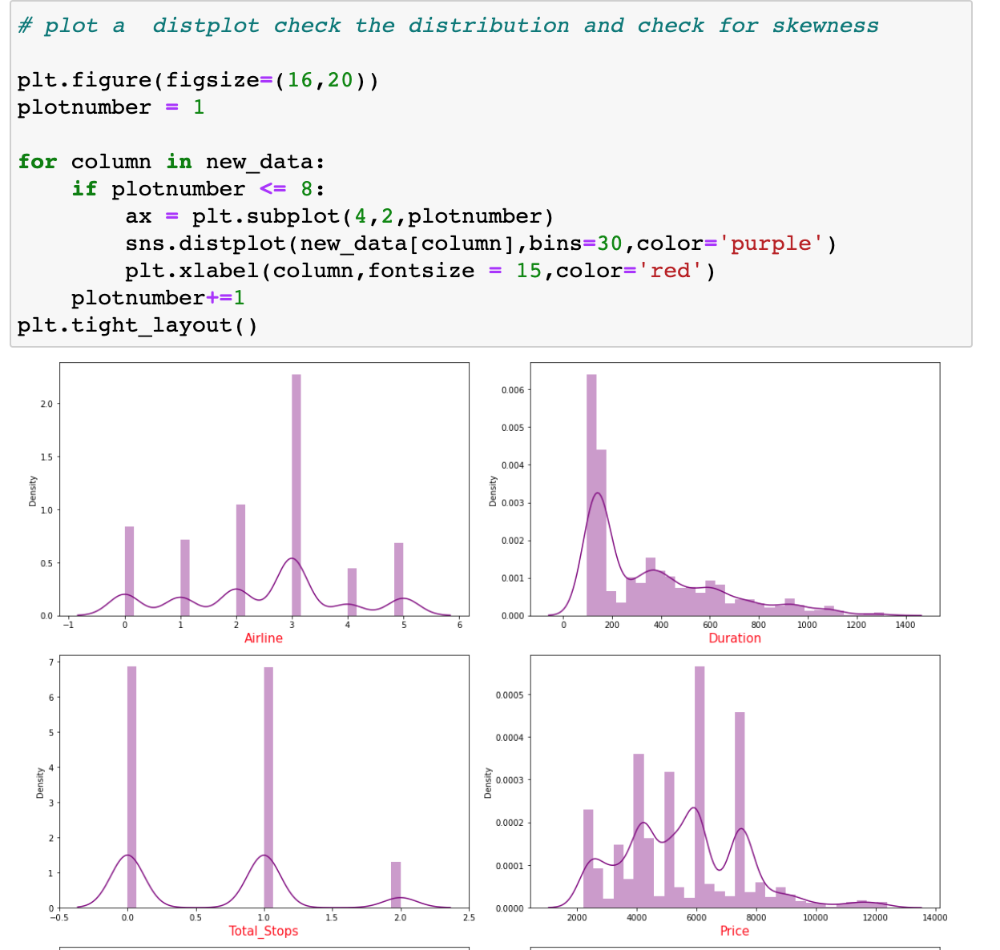 # plot a  distplot check the distribution and check for skewness
plt.figure(figsize=(16,20))
plotnumber = 1
for column in new_data:
    if plotnumber <= 8:
        ax = plt.subplot(4,2,plotnumber)
        sns.distplot(new_data[column],bins=30,color='purple')
        plt.xlabel(column,fontsize = 15,color='red')
    plotnumber+=1
plt.tight_layout()
2.0
1.5
1.0
0.5
0.0
Density
−1 0 1 2 3 4 5 6
Airline
0.006
0.005
0.004
0.003
0.002
0.001
0.000
Density
0 200 400 600 800 1000 1200 1400
Duration
7
6
5
4
3
2
1
0
Density
−0.5 0.0 0.5 1.0 1.5 2.0 2.5
Total_Stops
0.0005
0.0004
0.0003
0.0002
0.0001
0.0000
Density
2000 4000 6000 8000 10000 12000 14000
Price